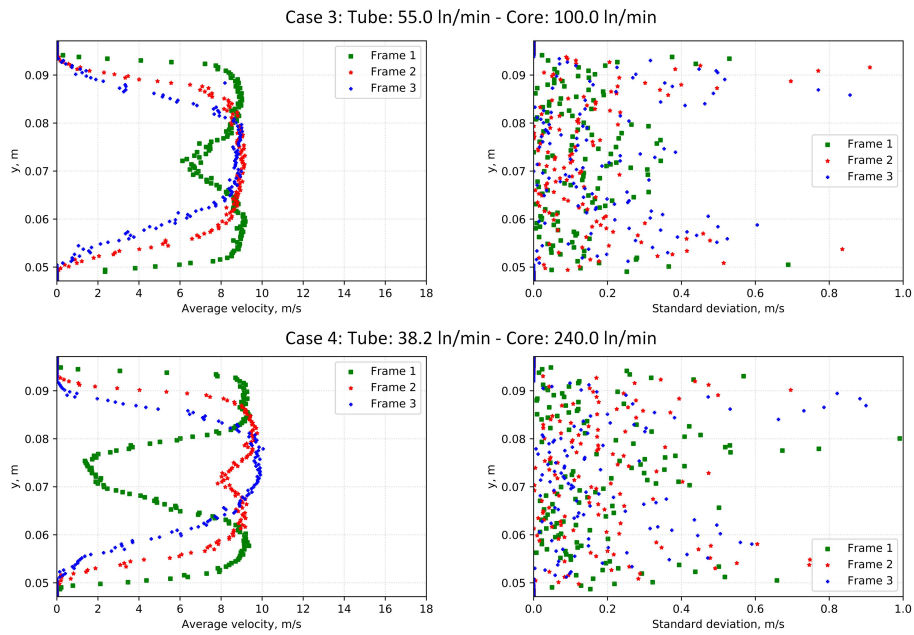 Case 3: Tube: 55.0 ln/min - Core: 100.0 ln/min
0.09
0.08
0.07
0.06
0.05
y, m
0
2
4
6
8
10
12
14
16
18
Average velocity, m/s
Frame 1
Frame 2
Frame 3
0.09
0.08
0.07
0.06
0.05
y, m
0.0
0.2
0.4
0.6
0.8
1.0
Standard deviation, m/s
Frame 1
Frame 2
Frame 3
Case 4: Tube: 38.2 ln/min - Core: 240.0 ln/min
0.09
0.08
0.07
0.06
0.05
y, m
0
2
4
6
8
10
12
14
16
18
Average velocity, m/s
Frame 1
Frame 2
Frame 3
0.09
0.08
0.07
0.06
0.05
y, m
0.0
0.2
0.4
0.6
0.8
1.0
Standard deviation, m/s
Frame 1
Frame 2
Frame 3